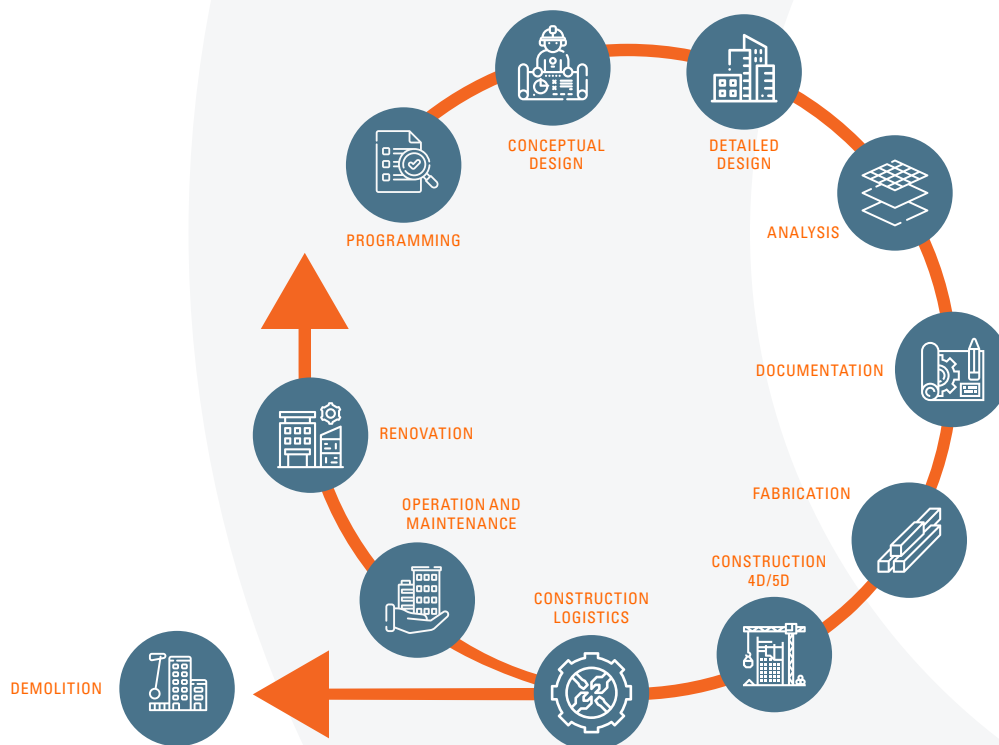 CONCEPTUAL
DESIGN
DETAILED
DESIGN
ANALYSIS
PROGRAMMING
DOCUMENTATION
RENOVATION
FABRICATION
OPERATION AND
MAINTENANCE
CONSTRUCTION
4D/5D
CONSTRUCTION
LOGISTICS
DEMOLITION